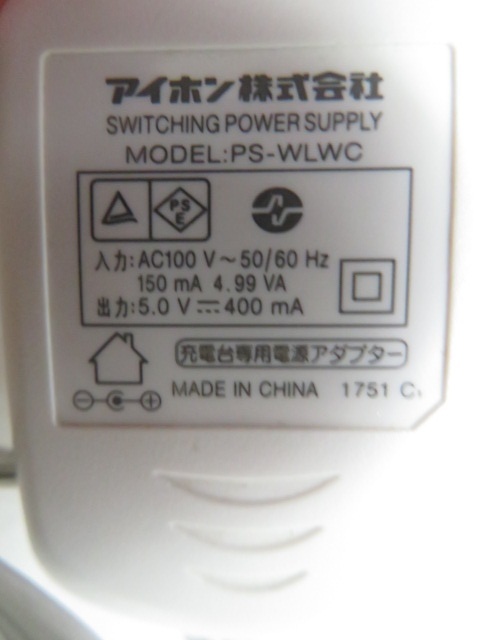 アイホン株式会社
SWITCHING POWER SUPPLY
MODEL:PS-WLWC
PS
E
入力:AC100 V～50/60 Hz
150 mA 4.99 VA
出力:5.0 V⎓400 mA
充電台専用電源アダプター
MADE IN CHINA 1751 C